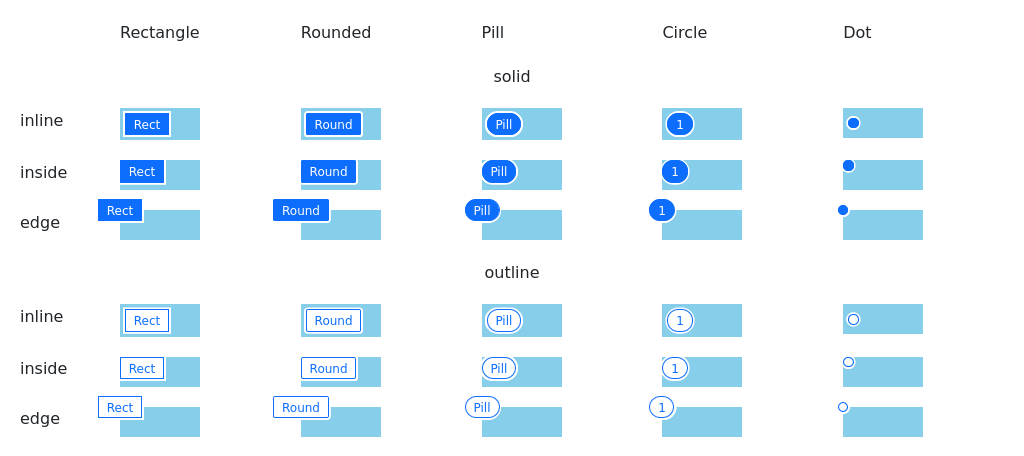 Rectangle Rounded Pill Circle Dot
solid
inline Rect Round Pill 1
inside Rect Round Pill 1
edge Rect Round Pill 1
outline
inline Rect Round Pill 1
inside Rect Round Pill 1
edge Rect Round Pill 1